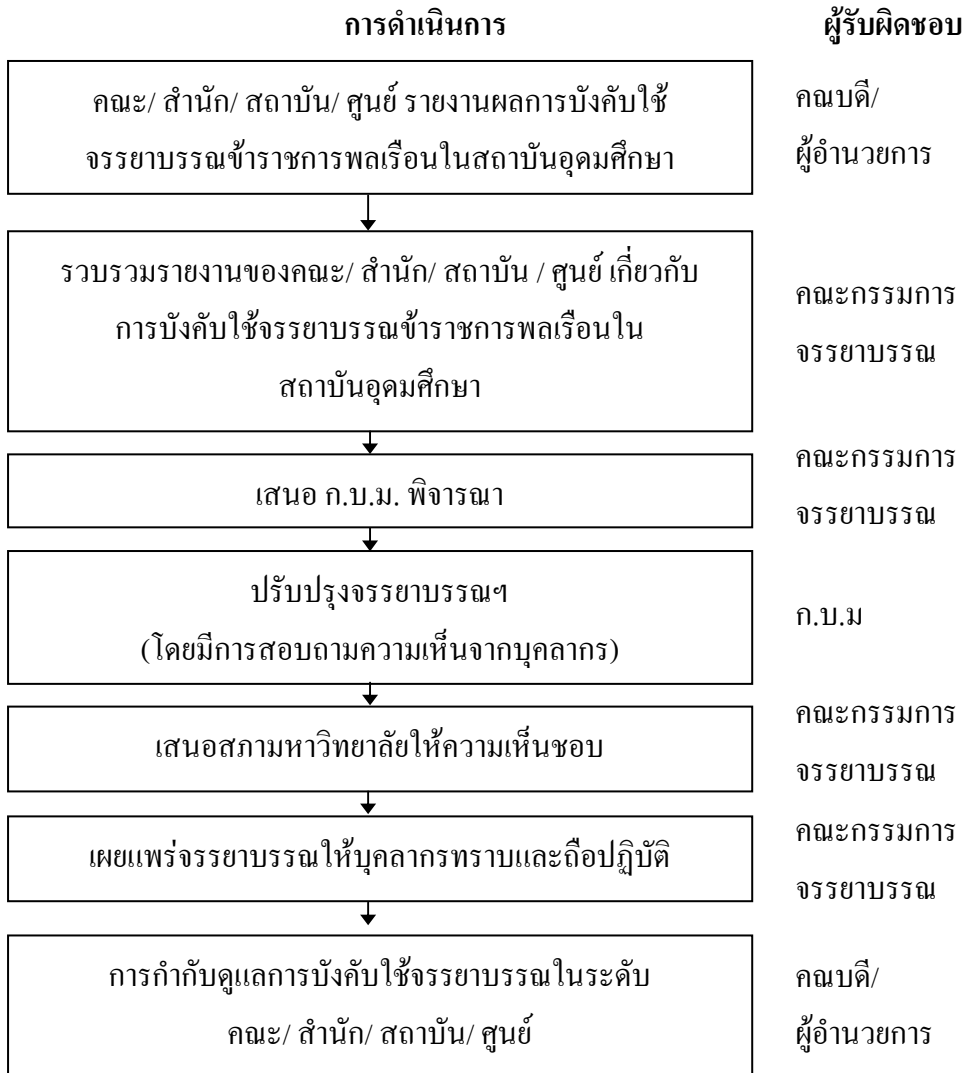 การดำเนินการ
ผู้รับผิดชอบ
คณะ/ สำนัก/ สถาบัน/ ศูนย์ รายงานผลการบังคับใช้
จรรยาบรรณข้าราชการพลเรือนในสถาบันอุดมศึกษา
คณบดี/
ผู้อำนวยการ
รวบรวมรายงานของคณะ/ สำนัก/ สถาบัน / ศูนย์ เกี่ยวกับ
การบังคับใช้จรรยาบรรณข้าราชการพลเรือนใน
สถาบันอุดมศึกษา
คณะกรรมการ
จรรยาบรรณ
เสนอ ก.บ.ม. พิจารณา
คณะกรรมการ
จรรยาบรรณ
ปรับปรุงจรรยาบรรณฯ
(โดยมีการสอบถามความเห็นจากบุคลากร)
ก.บ.ม
เสนอสภามหาวิทยาลัยให้ความเห็นชอบ
คณะกรรมการ
จรรยาบรรณ
เผยแพร่จรรยาบรรณให้บุคลากรทราบและถือปฏิบัติ
คณะกรรมการ
จรรยาบรรณ
การกำกับดูแลการบังคับใช้จรรยาบรรณในระดับ
คณะ/ สำนัก/ สถาบัน/ ศูนย์
คณบดี/
ผู้อำนวยการ